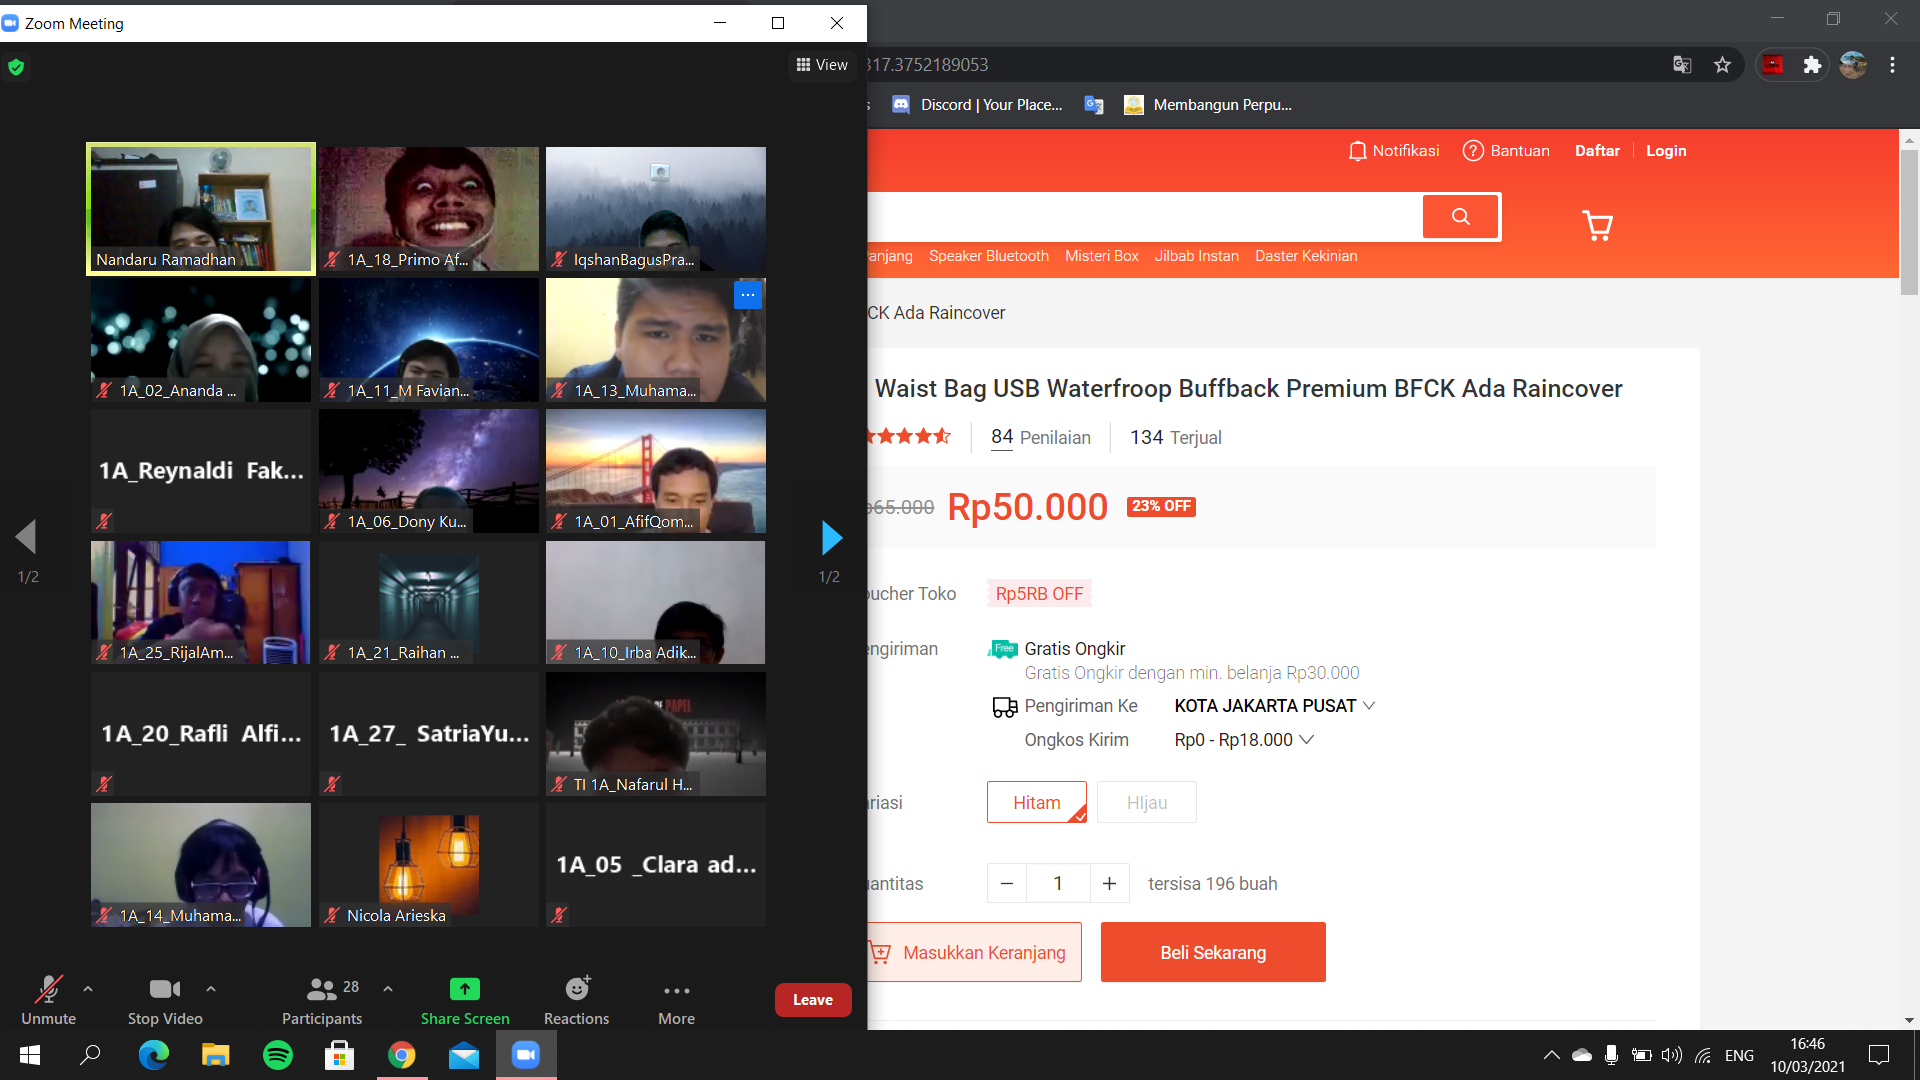 Zoom Meeting
View
Nandaru Ramadhan
1A_18_Primo Af...
IqshanBagusPra...
1A_02_Ananda ...
1A_11_M Favian...
1A_13_Muhama...
1A_Reynaldi Fak...
1A_06_Dony Ku...
1A_01_AfifQom...
1/2
1/2
1A_25_RijalAm...
1A_21_Raihan ...
1A_10_Irba Adik...
1A_20_Rafli Alfi...
1A_27_ SatriaYu...
PAPEL
TI 1A_Nafarul H...
1A_14_Muhama...
Nicola Arieska
1A_05 _Clara ad...
Unmute
Stop Video
28
Participants
Share Screen
Reactions
More
Leave
317.3752189053
s
Discord | Your Place...
Membangun Perpu...
Notifikasi
Bantuan
Daftar
Login
anjang
Speaker Bluetooth
Misteri Box
Jilbab Instan
Daster Kekinian
CK Ada Raincover
Waist Bag USB Waterfroop Buffback Premium BFCK Ada Raincover
84 Penilaian
134 Terjual
p65.000
Rp50.000
23% OFF
oucher Toko
Rp5RB OFF
engiriman
Free
Gratis Ongkir
Gratis Ongkir dengan min. belanja Rp30.000
Pengiriman Ke
KOTA JAKARTA PUSAT
Ongkos Kirim
Rp0 - Rp18.000
ariasi
Hitam
HIjau
uantitas
1
tersisa 196 buah
Masukkan Keranjang
Beli Sekarang
ENG
16:46
10/03/2021